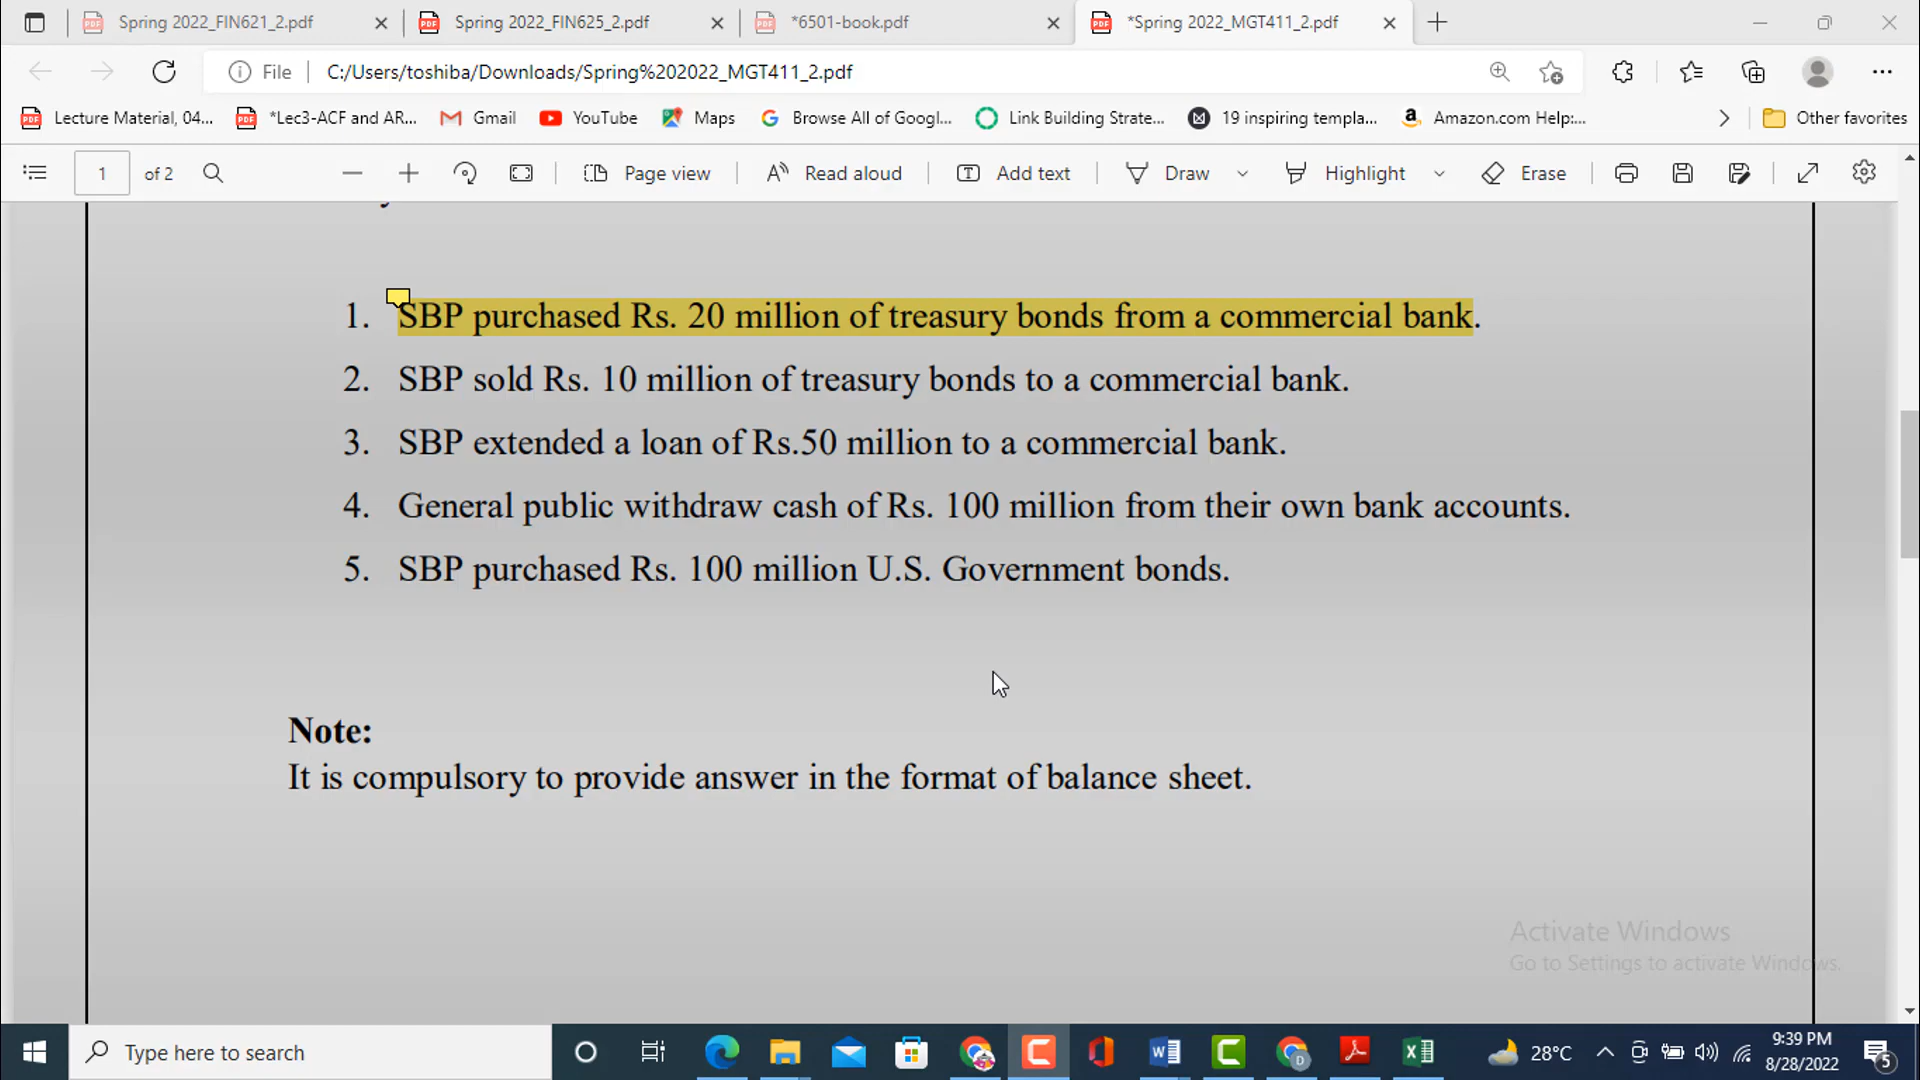 Spring 2022_FIN621_2.pdf
Spring 2022_FIN625_2.pdf
*6501-book.pdf
*Spring 2022_MGT411_2.pdf
File
C:/Users/toshiba/Downloads/Spring%202022_MGT411_2.pdf
Lecture Material, 04...
*Lec3-ACF and AR...
Gmail
YouTube
Maps
Browse All of Googl...
Link Building Strate...
19 inspiring templa...
Amazon.com Help:...
Other favorites
1 of 2
Page view
Read aloud
Add text
Draw
Highlight
Erase
1. SBP purchased Rs. 20 million of treasury bonds from a commercial bank.
2. SBP sold Rs. 10 million of treasury bonds to a commercial bank.
3. SBP extended a loan of Rs.50 million to a commercial bank.
4. General public withdraw cash of Rs. 100 million from their own bank accounts.
5. SBP purchased Rs. 100 million U.S. Government bonds.
Note:
It is compulsory to provide answer in the format of balance sheet.
Activate Windows
Go to Settings to activate Windows.
Type here to search
28°C
9:39 PM
8/28/2022
5